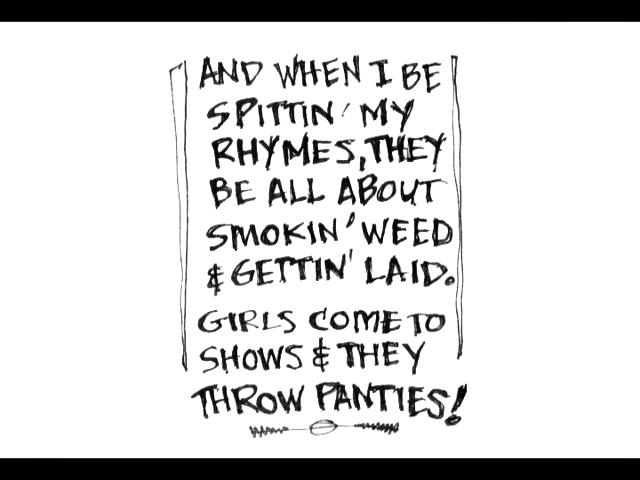 AND WHEN I BE
SPITTIN' MY
RHYMES, THEY
BE ALL ABOUT
SMOKIN' WEED
& GETTIN' LAID.
GIRLS COME TO
SHOWS & THEY
THROW PANTIES!